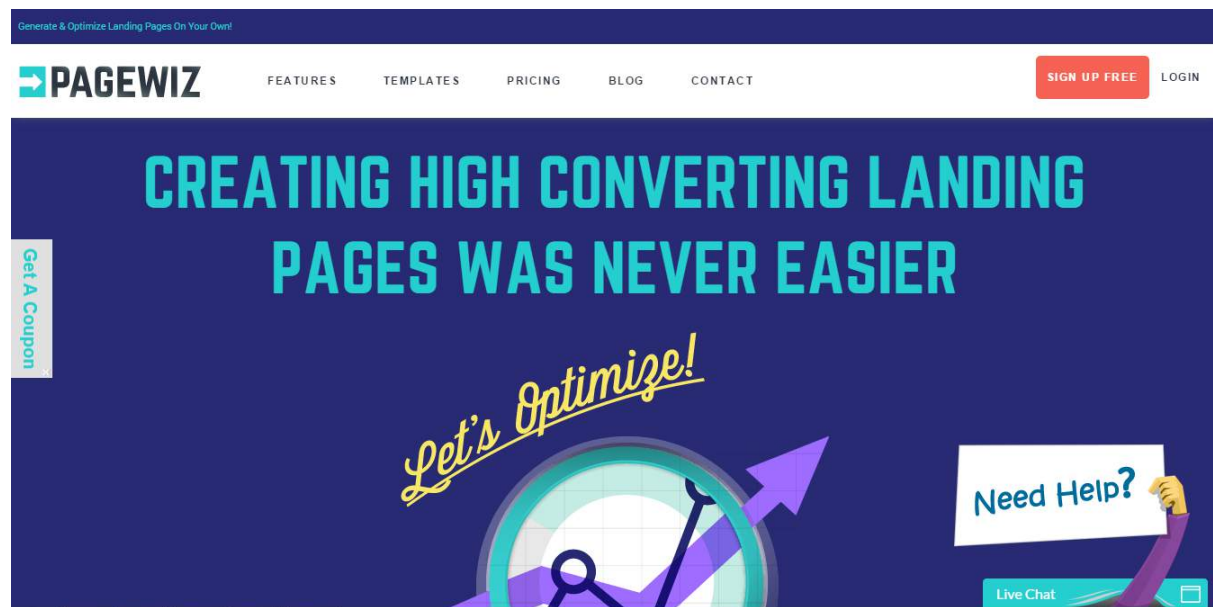 Generate & Optimize Landing Pages On Your Own!
PAGEWIZ
FEATURES
TEMPLATES
PRICING
BLOG
CONTACT
SIGN UP FREE
LOGIN
CREATING HIGH CONVERTING LANDING
PAGES WAS NEVER EASIER
Get A Coupon
Let's Optimize!
Need Help?
Live Chat